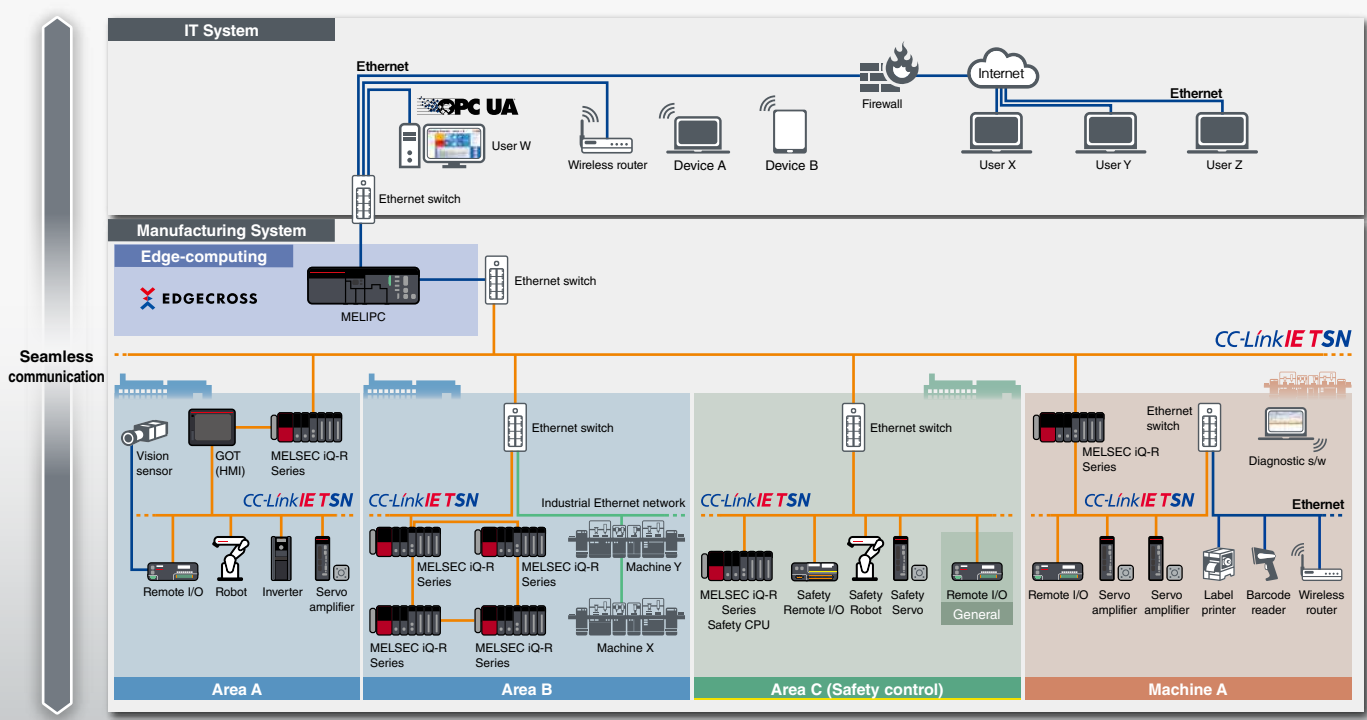 IT System
Ethernet
OPC UA
User W
Wireless router
Device A
Device B
Firewall
Internet
Ethernet
User X
User Y
User Z
Ethernet switch
Manufacturing System
Edge-computing
EDGECROSS
MELIPC
Ethernet switch
Seamless
communication
CC-Link IE TSN
Vision
sensor
GOT
(HMI)
MELSEC iQ-R
Series
CC-Link IE TSN
Remote I/O
Robot
Inverter
Servo
amplifier
Area A
Ethernet switch
CC-Link IE TSN
Industrial Ethernet network
MELSEC iQ-R
Series
MELSEC iQ-R
Series
Machine Y
MELSEC iQ-R
Series
MELSEC iQ-R
Series
Machine X
Area B
Ethernet switch
CC-Link IE TSN
MELSEC iQ-R
Series
Safety CPU
Safety
Remote I/O
Safety
Robot
Safety
Servo
Remote I/O
General
Area C (Safety control)
MELSEC iQ-R
Series
Ethernet
switch
Diagnostic s/w
CC-Link IE TSN
Ethernet
Remote I/O
Servo
amplifier
Servo
amplifier
Label
printer
Barcode
reader
Wireless
router
Machine A